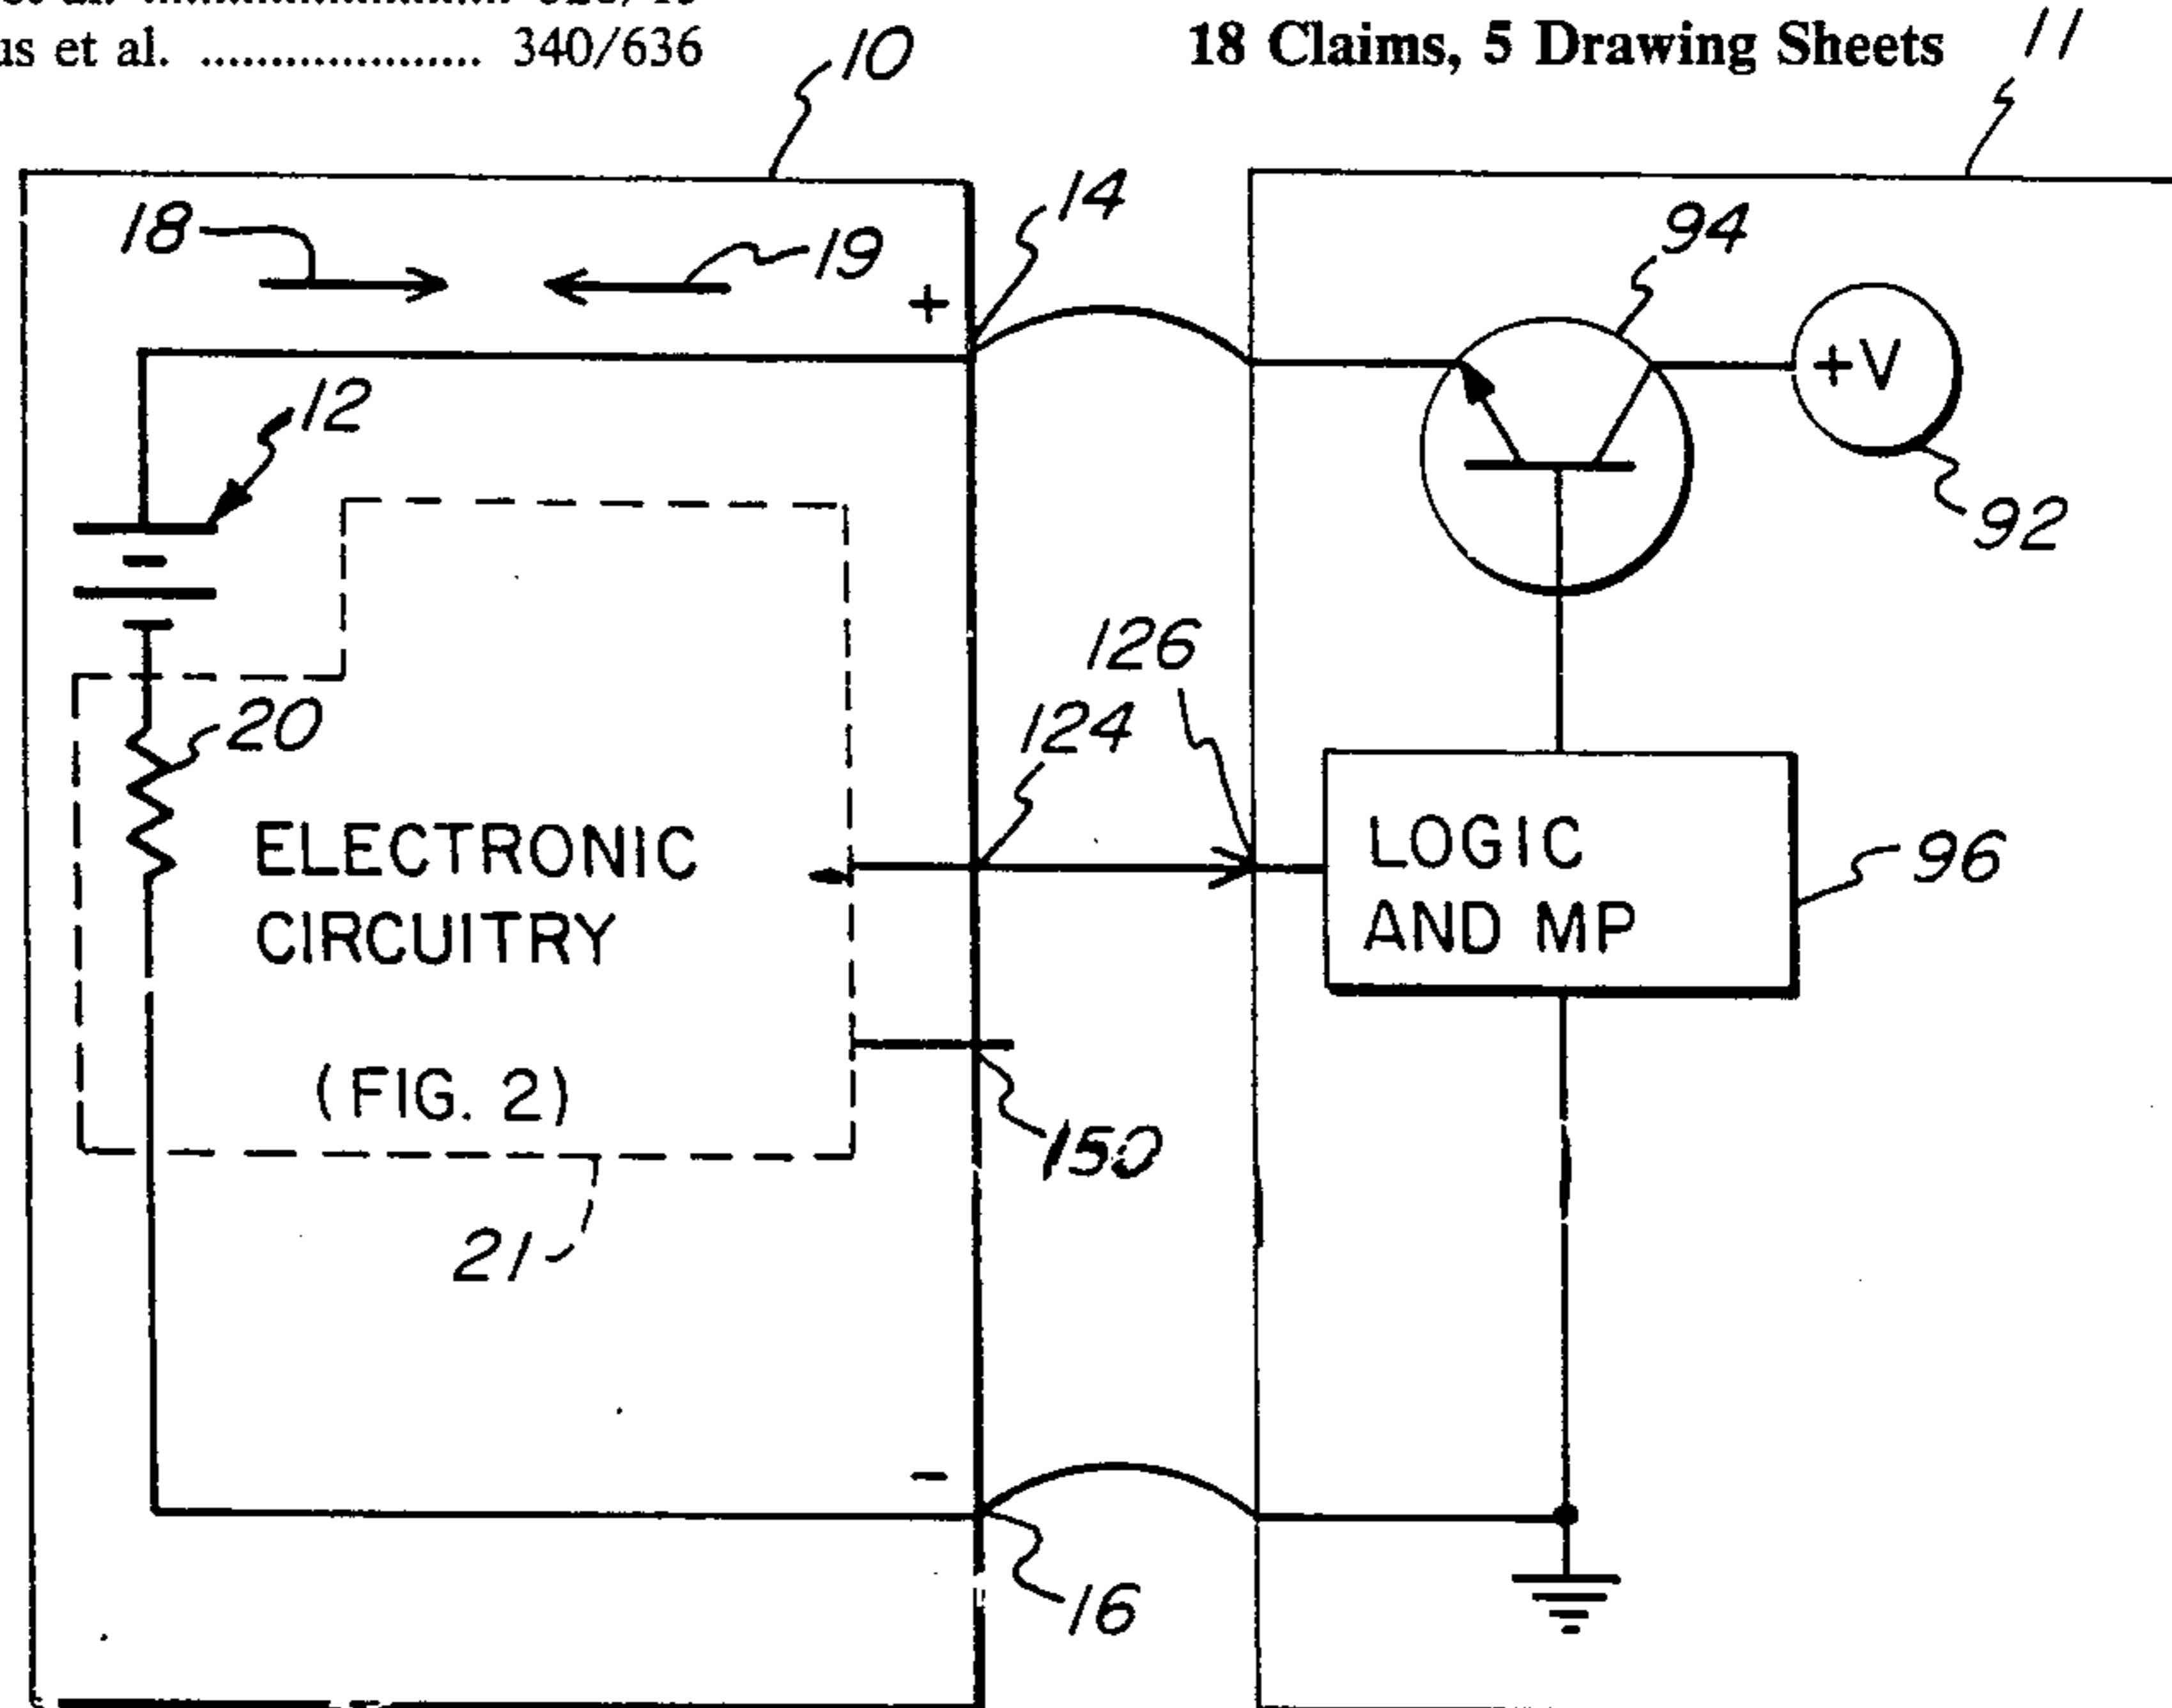 us et al. .................... 340/636
18 Claims, 5 Drawing Sheets
10
11
18
19
14
+
94
+V
92
12
126
124
20
ELECTRONIC
CIRCUITRY
(FIG. 2)
LOGIC
AND MP
96
150
21
-
16